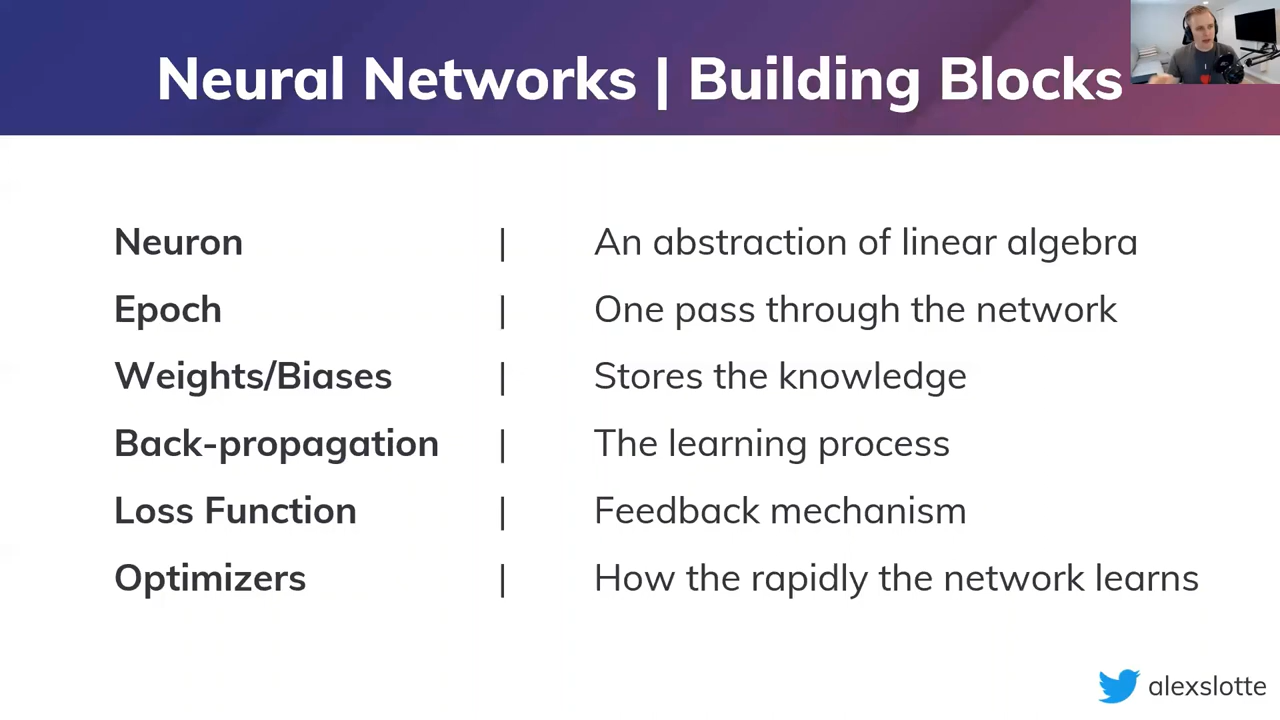 Neural Networks | Building Blocks
Neuron | An abstraction of linear algebra
Epoch | One pass through the network
Weights/Biases | Stores the knowledge
Back-propagation | The learning process
Loss Function | Feedback mechanism
Optimizers | How the rapidly the network learns
alexslotte